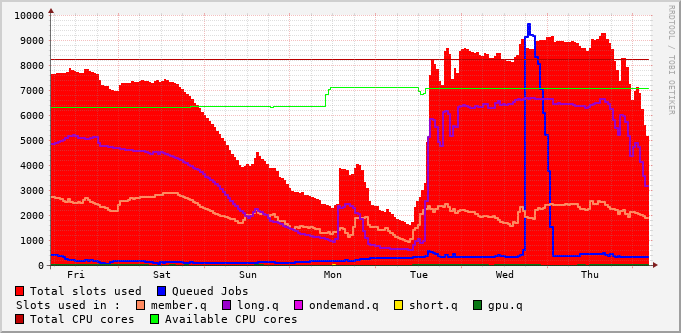 10000
9000
8000
7000
6000
5000
4000
3000
2000
1000
0
Fri Sat Sun Mon Tue Wed Thu
RRDTOOL / TOBI OETIKER
Total slots used Queued Jobs
Slots used in : member.q long.q ondemand.q short.q gpu.q
Total CPU cores Available CPU cores